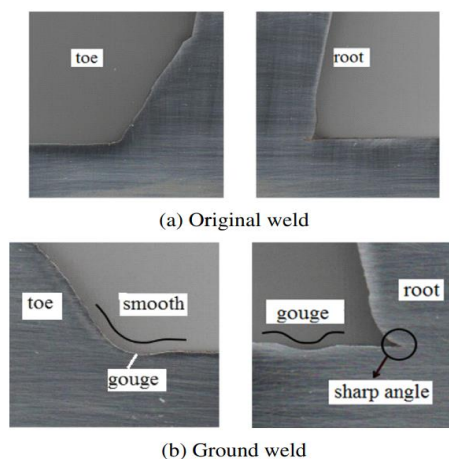 toe
root
(a) Original weld
toe
smooth
gouge
gouge
root
sharp angle
(b) Ground weld